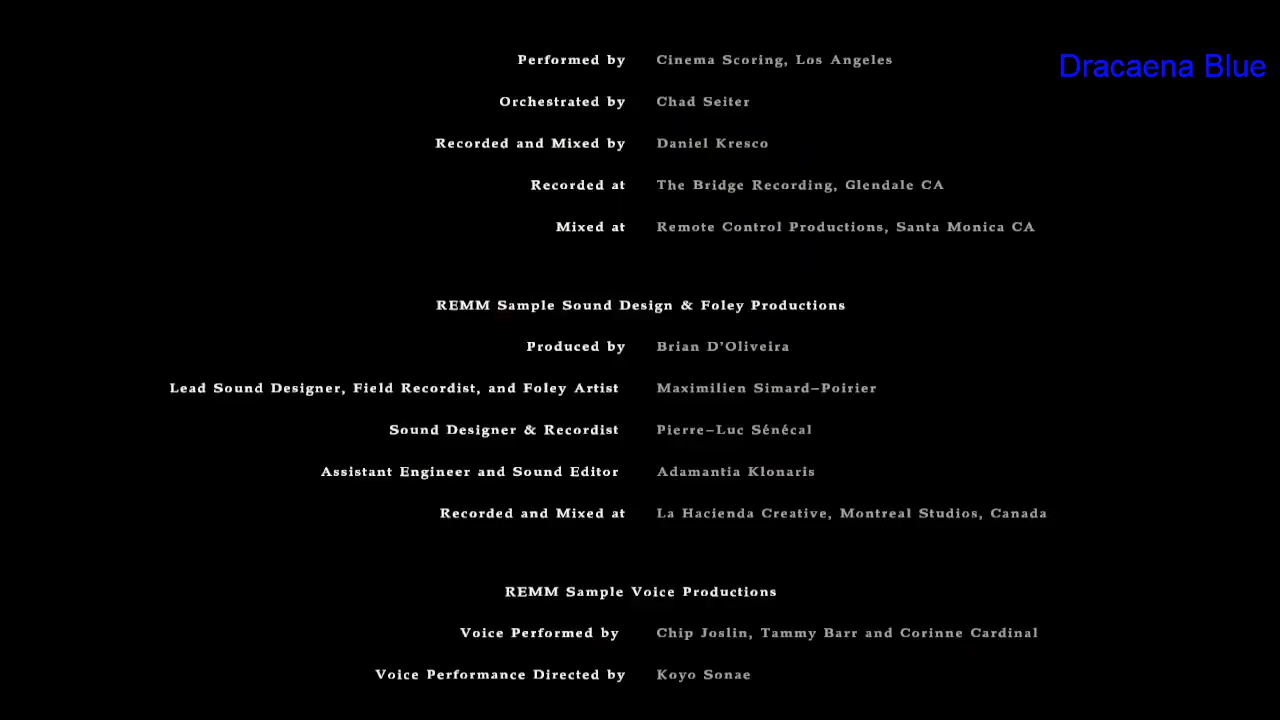 Performed by Cinema Scoring, Los Angeles
Dracaena Blue
Orchestrated by Chad Seiter
Recorded and Mixed by Daniel Kresco
Recorded at The Bridge Recording, Glendale CA
Mixed at Remote Control Productions, Santa Monica CA
REMM Sample Sound Design & Foley Productions
Produced by Brian D’Oliveira
Lead Sound Designer, Field Recordist, and Foley Artist Maximilien Simard–Poirier
Sound Designer & Recordist Pierre–Luc Sénécal
Assistant Engineer and Sound Editor Adamantia Klonaris
Recorded and Mixed at La Hacienda Creative, Montreal Studios, Canada
REMM Sample Voice Productions
Voice Performed by Chip Joslin, Tammy Barr and Corinne Cardinal
Voice Performance Directed by Koyo Sonae